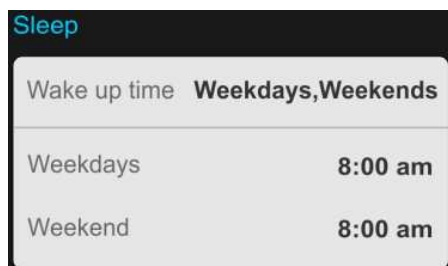 Sleep
Wake up time Weekdays,Weekends
Weekdays 8:00 am
Weekend 8:00 am